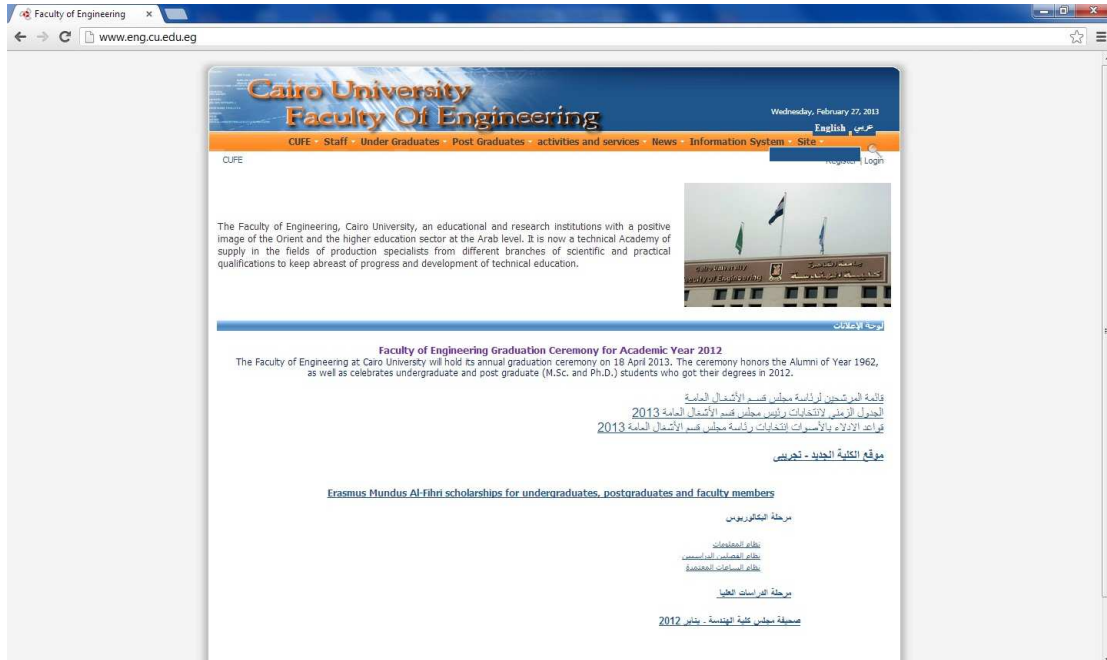 Faculty of Engineering
www.eng.cu.edu.eg
Cairo University
Faculty Of Engineering
Wednesday, February 27, 2013
English عربي
CUFE Staff Under Graduates Post Graduates activities and services News Information System Site
CUFE
Register | Login
The Faculty of Engineering, Cairo University, an educational and research institutions with a positive
image of the Orient and the higher education sector at the Arab level. It is now a technical Academy of
supply in the fields of production specialists from different branches of scientific and practical
qualifications to keep abreast of progress and development of technical education.
Cairo University
Faculty of Engineering
جامعة القاهرة
كلية الهندسة
لوحة الإعلانات
Faculty of Engineering Graduation Ceremony for Academic Year 2012
The Faculty of Engineering at Cairo University will hold its annual graduation ceremony on 18 April 2013. The ceremony honors the Alumni of Year 1962,
as well as celebrates undergraduate and post graduate (M.Sc. and Ph.D.) students who got their degrees in 2012.
قائمة المرشحين لرئاسة مجلس قسم الأشغال العامة
الجدول الزمني لانتخابات رئيس مجلس قسم الأشغال العامة 2013
قواعد الادلاء بالأصوات إنتخابات رئاسة مجلس قسم الأشغال العامة 2013
موقع الكلية الجديد - تجريبى
Erasmus Mundus Al-Fihri scholarships for undergraduates, postgraduates and faculty members
مرحلة البكالوريوس
نظام المعلومات
نظام الفصلين الدراسيين
نظام الساعات المعتمدة
مرحلة الدراسات العليا
صحيفة مجلس كلية الهندسة - يناير 2012